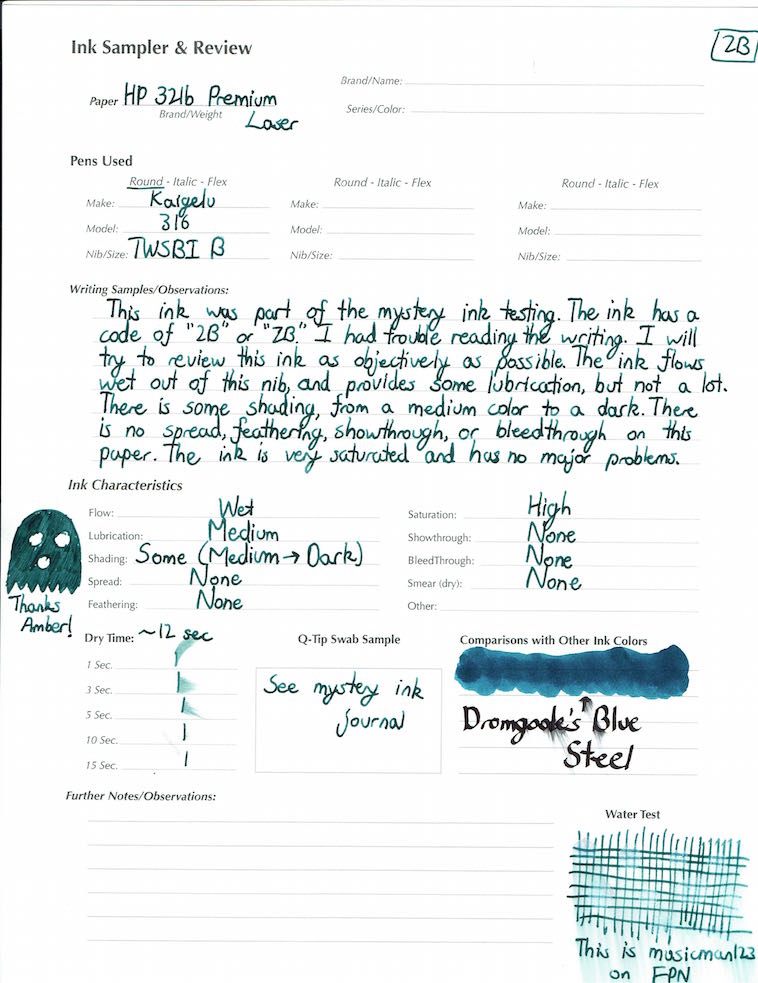 Ink Sampler & Review
2B
Paper HP 32lb Premium
Brand/Weight
Laser
Brand/Name:
Series/Color:
Pens Used
Round - Italic - Flex
Make: Kaigelu
Model: 316
Nib/Size: TWSBI B
Round - Italic - Flex
Make:
Model:
Nib/Size:
Round - Italic - Flex
Make:
Model:
Nib/Size:
Writing Samples/Observations:
This ink was part of the mystery ink testing. The ink has a
code of "2B" or "ZB." I had trouble reading the writing. I will
try to review this ink as objectively as possible. The ink flows
wet out of this nib, and provides some lubrication, but not a lot.
There is some shading, from a medium color to a dark. There
is no spread, feathering, showthrough, or bleedthrough on this
paper. The ink is very saturated and has no major problems.
Ink Characteristics
Flow: Wet
Lubrication: Medium
Shading: Some (Medium → Dark)
Spread: None
Feathering: None
Saturation: High
Showthrough: None
BleedThrough: None
Smear (dry): None
Other:
Thanks
Amber!
Dry Time: ~12 sec
1 Sec.
3 Sec.
5 Sec.
10 Sec.
15 Sec.
Q-Tip Swab Sample
See mystery ink
journal
Comparisons with Other Ink Colors
Dromgoole's Blue
Steel
Further Notes/Observations:
Water Test
This is musicman123
on FPN